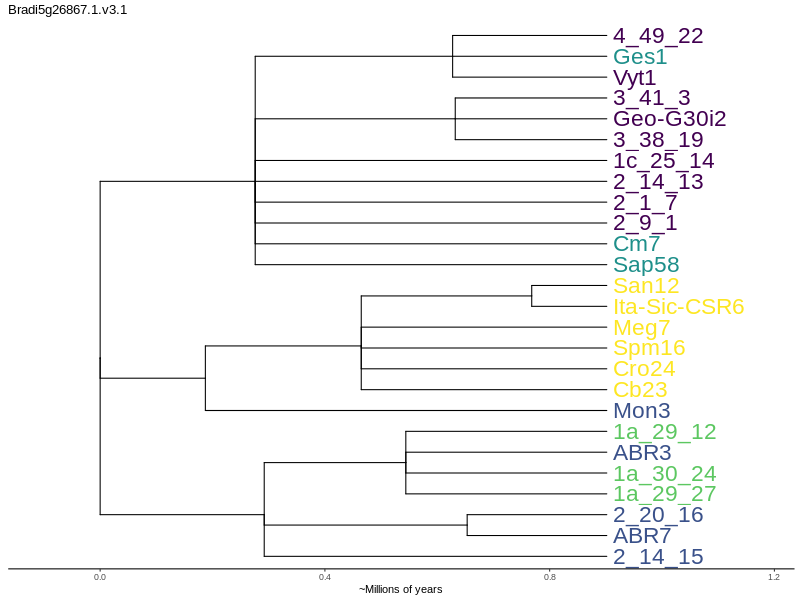 Bradi5g26867.1.v3.1
4_49_22
Ges1
Vyt1
3_41_3
Geo-G30i2
3_38_19
1c_25_14
2_14_13
2_1_7
2_9_1
Cm7
Sap58
San12
Ita-Sic-CSR6
Meg7
Spm16
Cro24
Cb23
Mon3
1a_29_12
ABR3
1a_30_24
1a_29_27
2_20_16
ABR7
2_14_15
0.0 0.4 0.8 1.2
~Millions of years